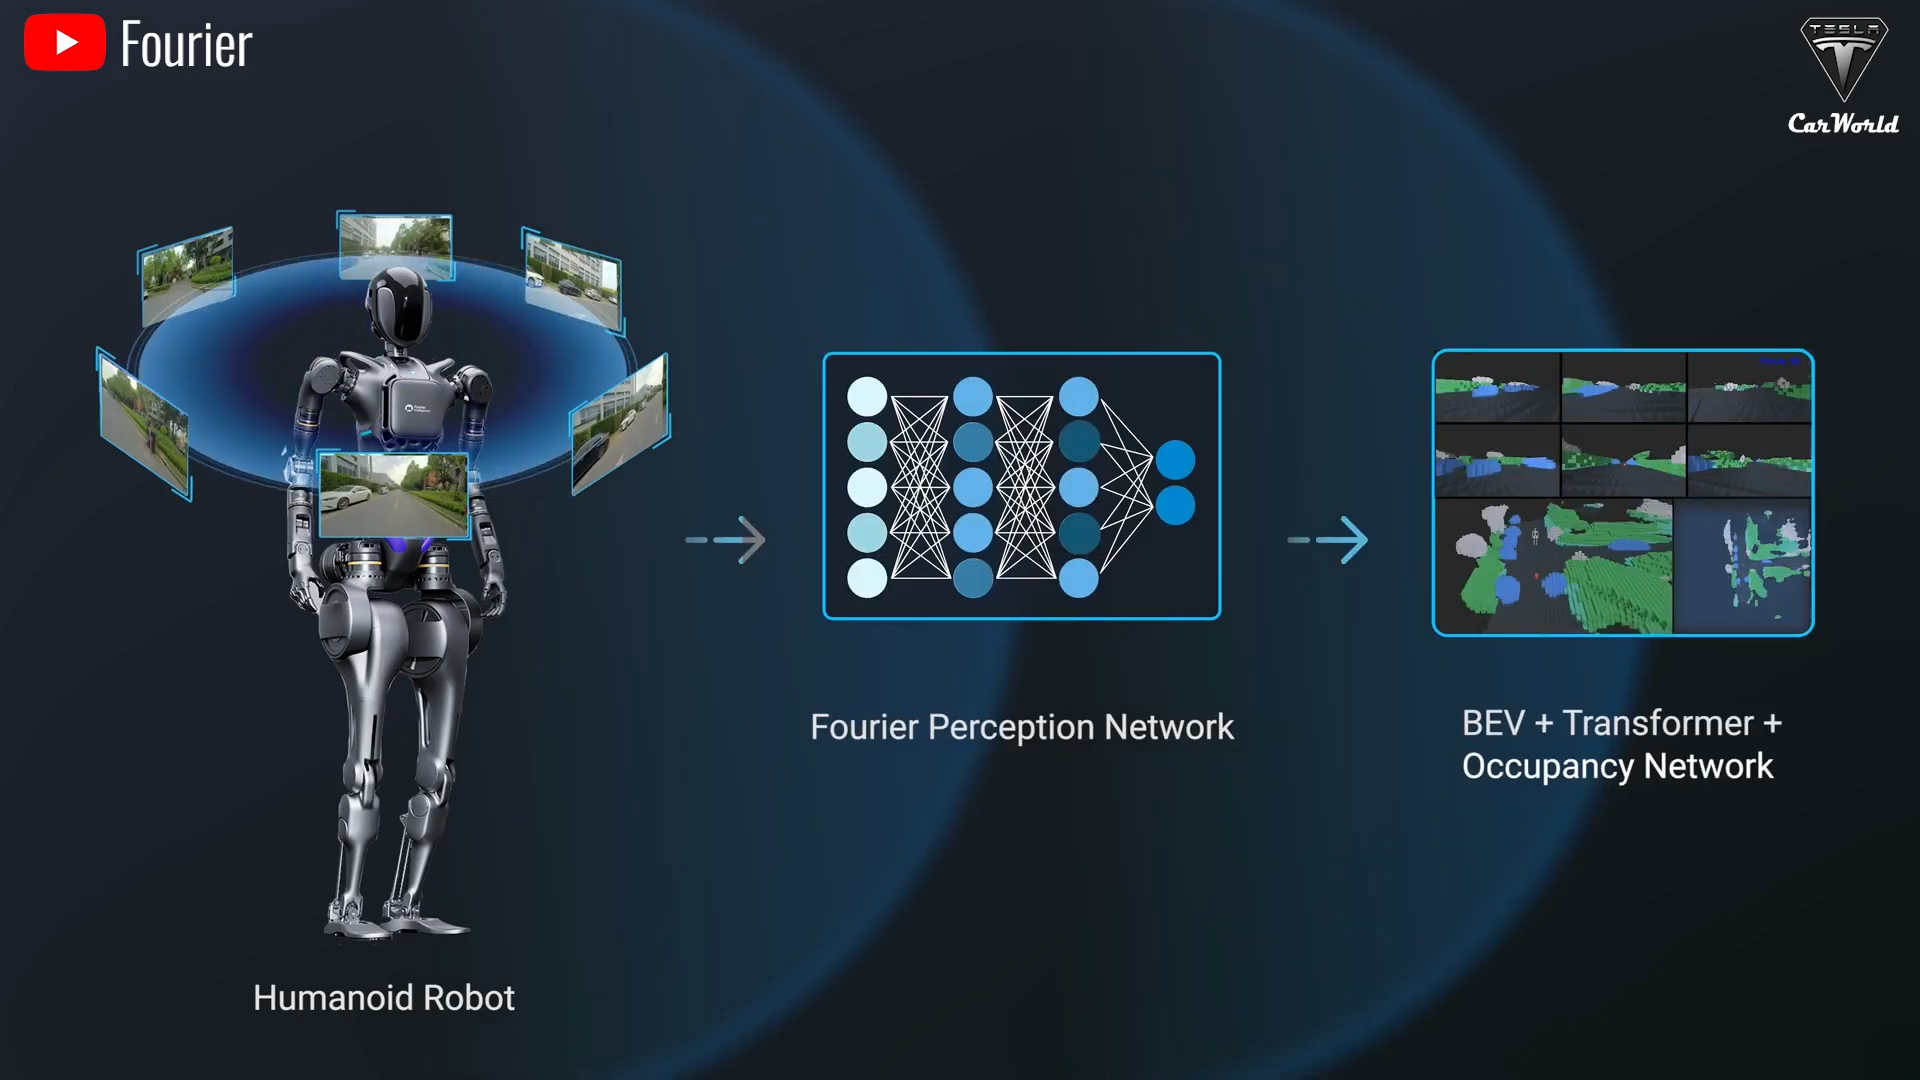 Fourier
TESLA
CarWorld
Fourier Perception Network
BEV + Transformer +
Occupancy Network
Humanoid Robot